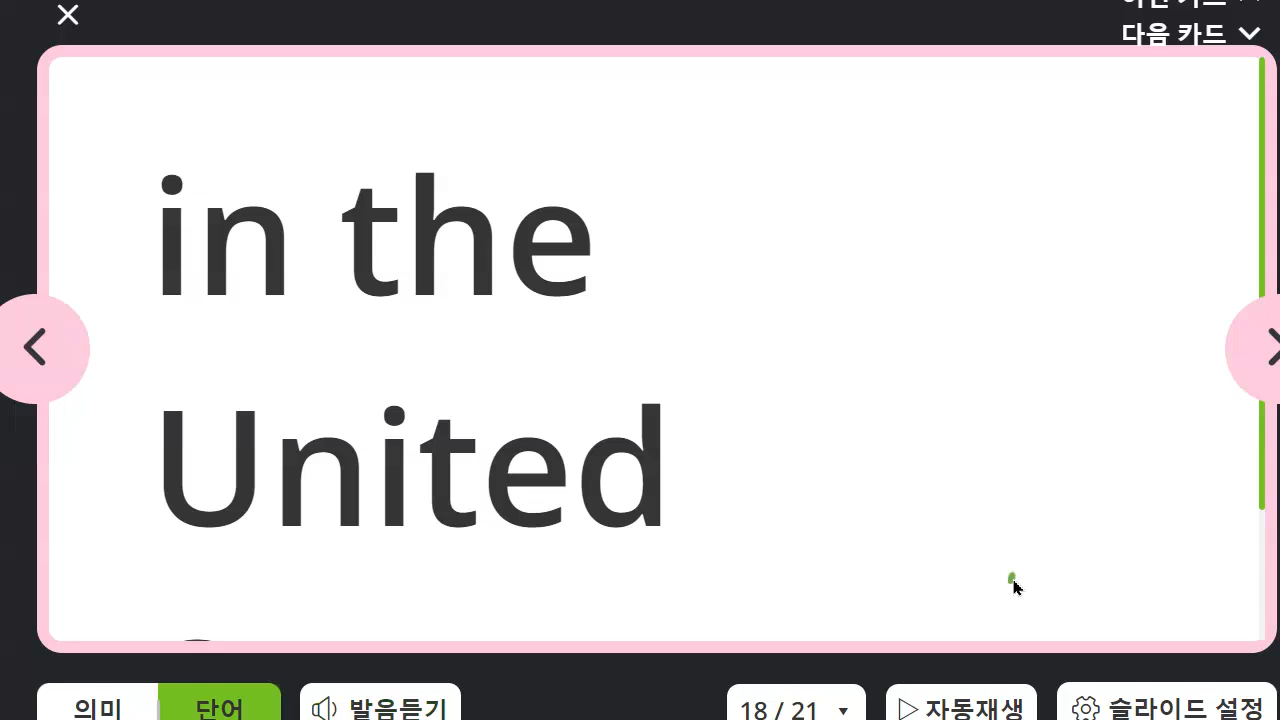 다음 카드
in the
United
의미
단어
발음듣기
18 / 21
자동재생
슬라이드 설정